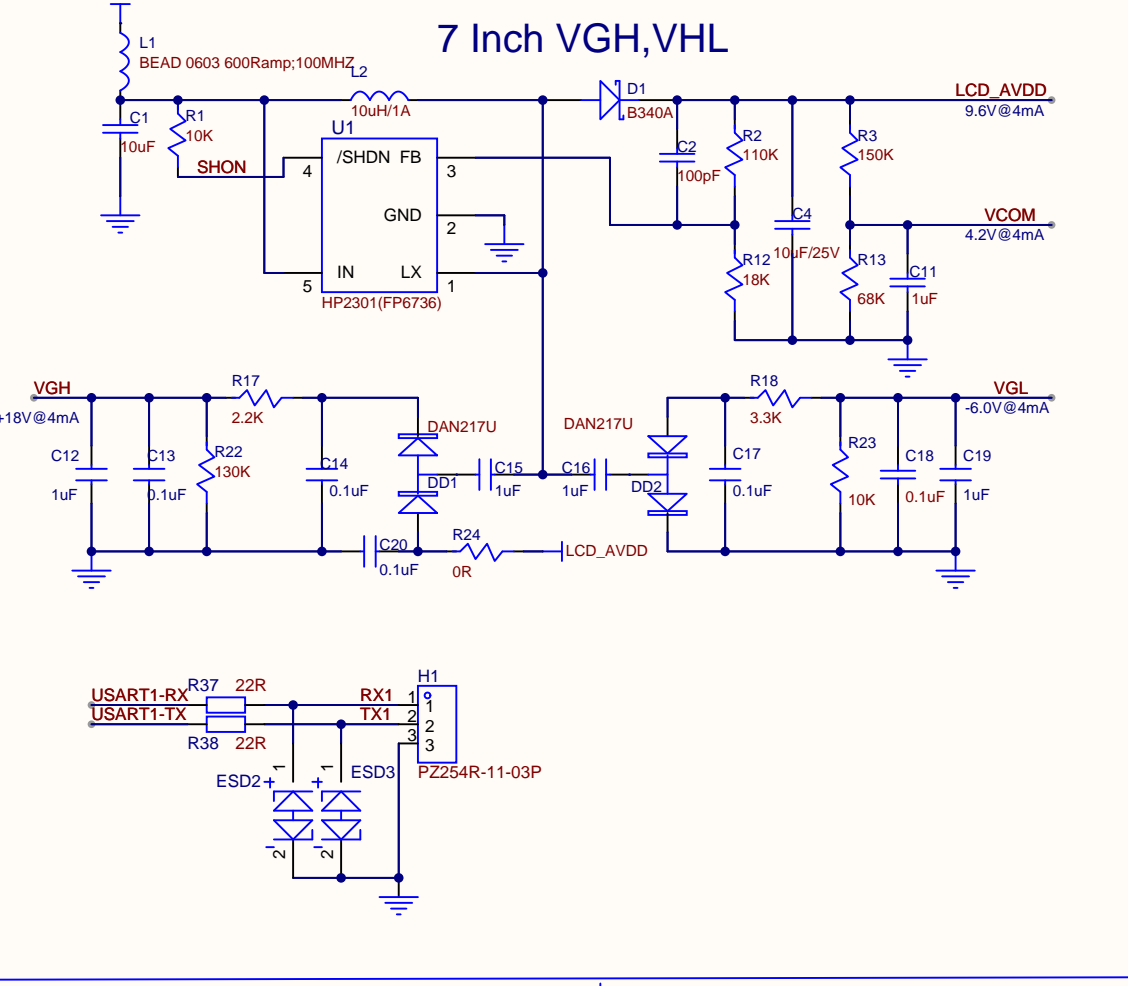 7 Inch VGH,VHL
L1
BEAD 0603 600Ramp;100MHZ
L2
10uH/1A
D1
B340A
LCD_AVDD
9.6V@4mA
C1
10uF
R1
10K
SHON
U1
/SHDN FB
4
3
GND
2
IN LX
5
1
HP2301(FP6736)
C2
100pF
R2
110K
R3
150K
C4
10uF/25V
VCOM
4.2V@4mA
R12
18K
R13
68K
C11
1uF
VGH
+18V@4mA
R17
2.2K
C12
1uF
C13
0.1uF
R22
130K
C14
0.1uF
DAN217U
DD1
C15
1uF
C20
0.1uF
R24
0R
LCD_AVDD
DAN217U
C16
1uF
DD2
R18
3.3K
VGL
-6.0V@4mA
C17
0.1uF
R23
10K
C18
0.1uF
C19
1uF
USART1-RX
R37
22R
RX1
USART1-TX
R38
22R
TX1
H1
1
1
2
2
3
3
PZ254R-11-03P
ESD2
+
1
-
2
ESD3
+
1
-
2